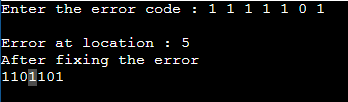 Enter the error code : 1 1 1 1 1 0 1
Error at location : 5
After fixing the error
1101101